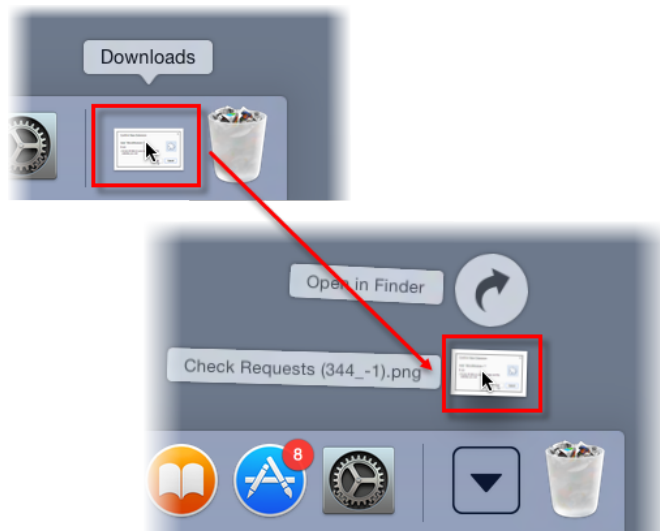 Downloads
Open in Finder
Check Requests (344_-1).png
8